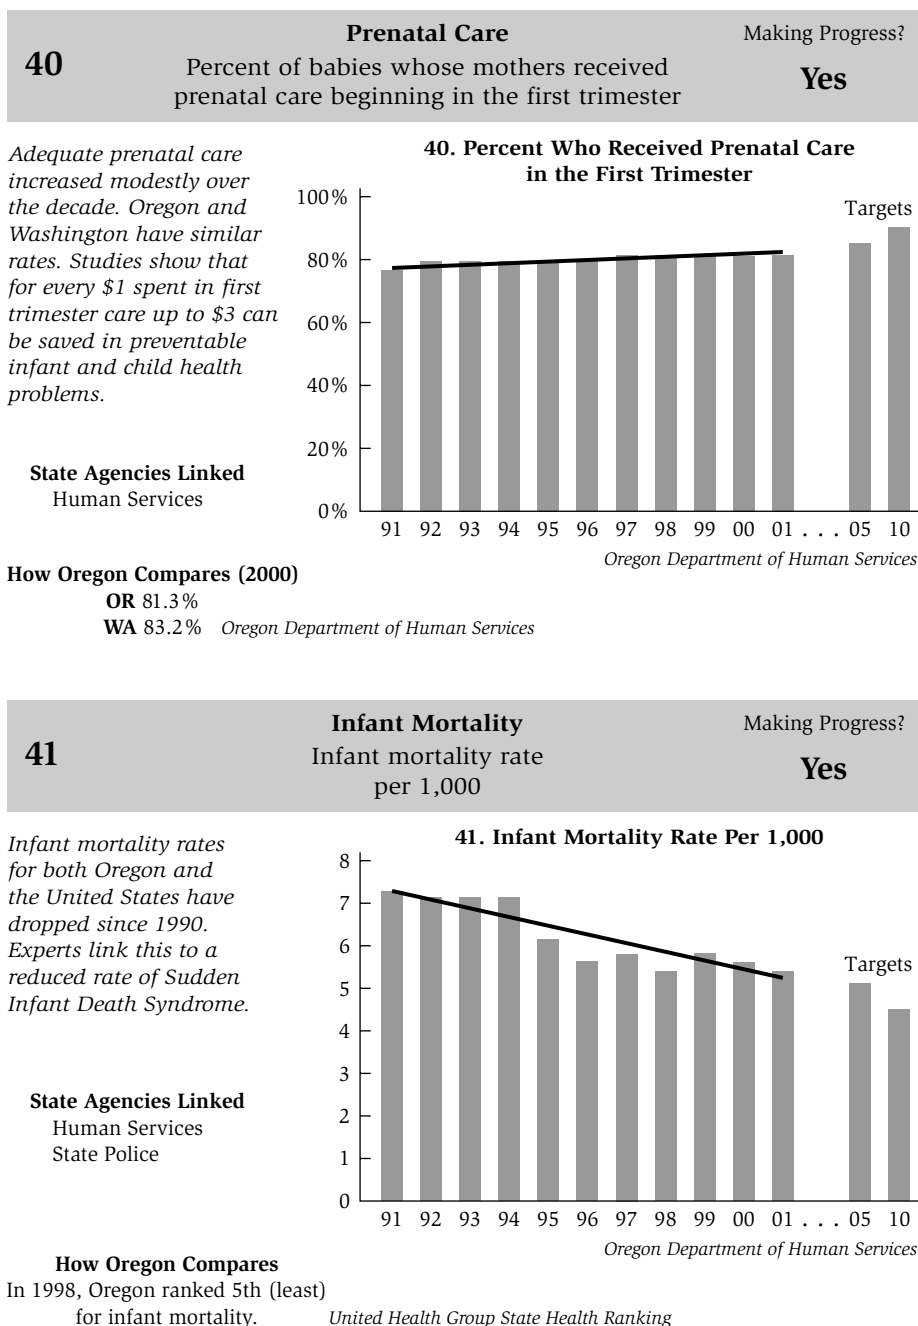 40
Prenatal Care
Percent of babies whose mothers received
prenatal care beginning in the first trimester
Making Progress?
Yes
Adequate prenatal care
increased modestly over
the decade. Oregon and
Washington have similar
rates. Studies show that
for every $1 spent in first
trimester care up to $3 can
be saved in preventable
infant and child health
problems.
State Agencies Linked
Human Services
40. Percent Who Received Prenatal Care
in the First Trimester
100%
80%
60%
40%
20%
0%
Targets
91 92 93 94 95 96 97 98 99 00 01 . . . 05 10
Oregon Department of Human Services
How Oregon Compares (2000)
OR 81.3%
WA 83.2% Oregon Department of Human Services
41
Infant Mortality
Infant mortality rate
per 1,000
Making Progress?
Yes
Infant mortality rates
for both Oregon and
the United States have
dropped since 1990.
Experts link this to a
reduced rate of Sudden
Infant Death Syndrome.
State Agencies Linked
Human Services
State Police
41. Infant Mortality Rate Per 1,000
8
7
6
5
4
3
2
1
0
Targets
91 92 93 94 95 96 97 98 99 00 01 . . . 05 10
Oregon Department of Human Services
How Oregon Compares
In 1998, Oregon ranked 5th (least)
for infant mortality. United Health Group State Health Ranking